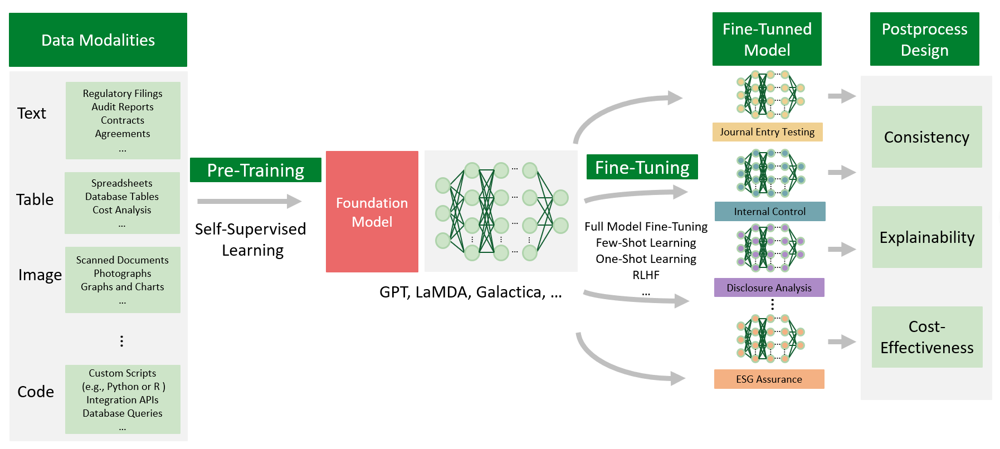 Data Modalities
Text
Regulatory Filings
Audit Reports
Contracts
Agreements
...
Table
Spreadsheets
Database Tables
Cost Analysis
...
Image
Scanned Documents
Photographs
Graphs and Charts
...
Code
Custom Scripts
(e.g., Python or R )
Integration APIs
Database Queries
...
Pre-Training
Self-Supervised
Learning
Foundation
Model
GPT, LaMDA, Galactica, ...
Fine-Tuning
Full Model Fine-Tuning
Few-Shot Learning
One-Shot Learning
RLHF
...
Fine-Tunned
Model
Journal Entry Testing
Internal Control
Disclosure Analysis
ESG Assurance
Postprocess
Design
Consistency
Explainability
Cost-
Effectiveness